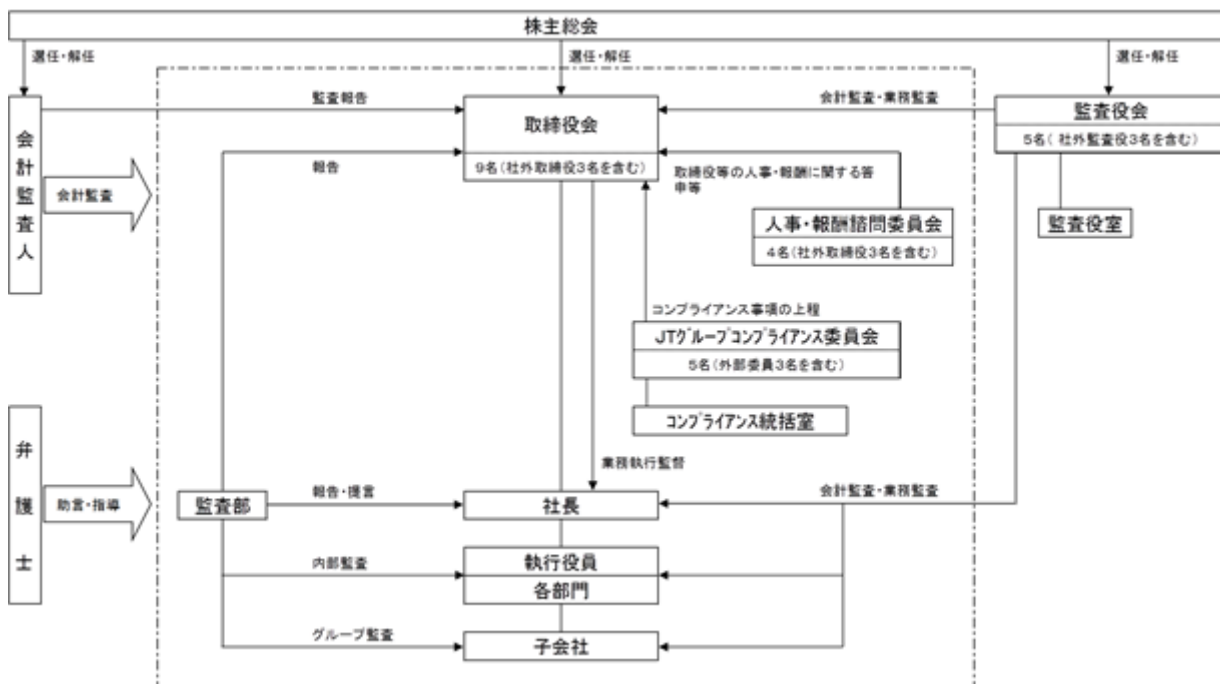 株主総会
選任・解任
選任・解任
選任・解任
会計監査人
会計監査
監査報告
取締役会
9名(社外取締役3名を含む)
会計監査・業務監査
監査役会
5名( 社外監査役3名を含む)
報告
取締役等の人事・報酬に関する答
申等
人事・報酬諮問委員会
4名(社外取締役3名を含む)
監査役室
コンプライアンス事項の上程
JTグループコンプライアンス委員会
5名(外部委員3名を含む)
コンプライアンス統括室
弁護士
助言・指導
業務執行監督
監査部
報告・提言
社長
会計監査・業務監査
内部監査
執行役員
各部門
グループ監査
子会社